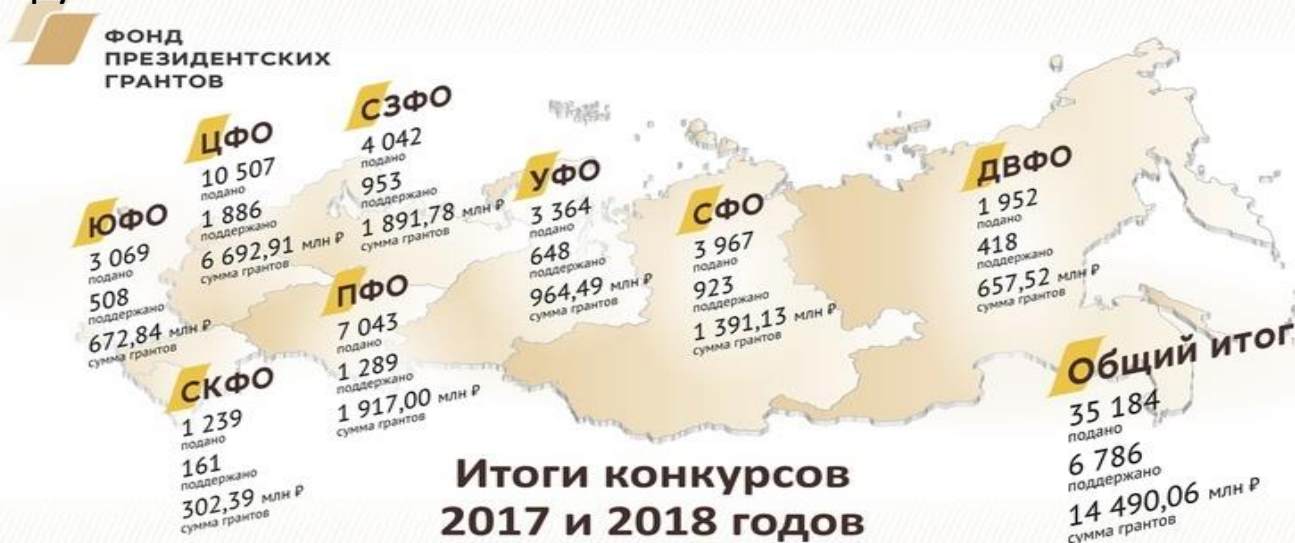 ФОНД
ПРЕЗИДЕНТСКИХ
ГРАНТОВ
СЗФО
4 042
подано
953
поддержано
1 891,78 млн ₽
сумма грантов
ЦФО
10 507
подано
1 886
поддержано
6 692,91 млн ₽
сумма грантов
ЮФО
3 069
подано
508
поддержано
672,84 млн ₽
сумма грантов
УФО
3 364
подано
648
поддержано
964,49 млн ₽
сумма грантов
СФО
3 967
подано
923
поддержано
1 391,13 млн ₽
сумма грантов
ДВФО
1 952
подано
418
поддержано
657,52 млн ₽
сумма грантов
ПФО
7 043
подано
1 289
поддержано
1 917,00 млн ₽
сумма грантов
СКФО
1 239
подано
161
поддержано
302,39 млн ₽
сумма грантов
Общий итог
35 184
подано
6 786
поддержано
14 490,06 млн ₽
сумма грантов
Итоги конкурсов
2017 и 2018 годов